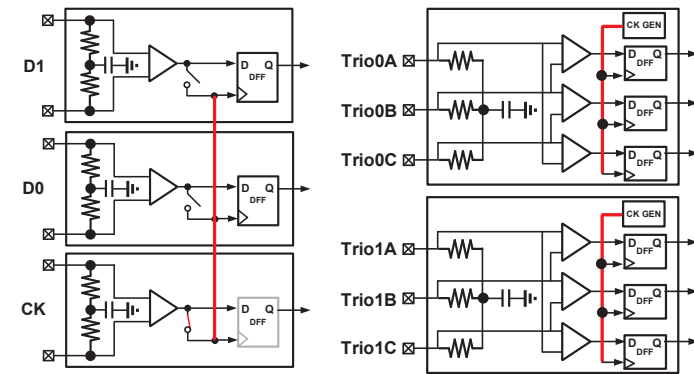 D1
D Q
DFF
D0
D Q
DFF
CK
D Q
DFF
CK GEN
Trio0A
D Q
DFF
Trio0B
D Q
DFF
Trio0C
D Q
DFF
CK GEN
Trio1A
D Q
DFF
Trio1B
D Q
DFF
Trio1C
D Q
DFF